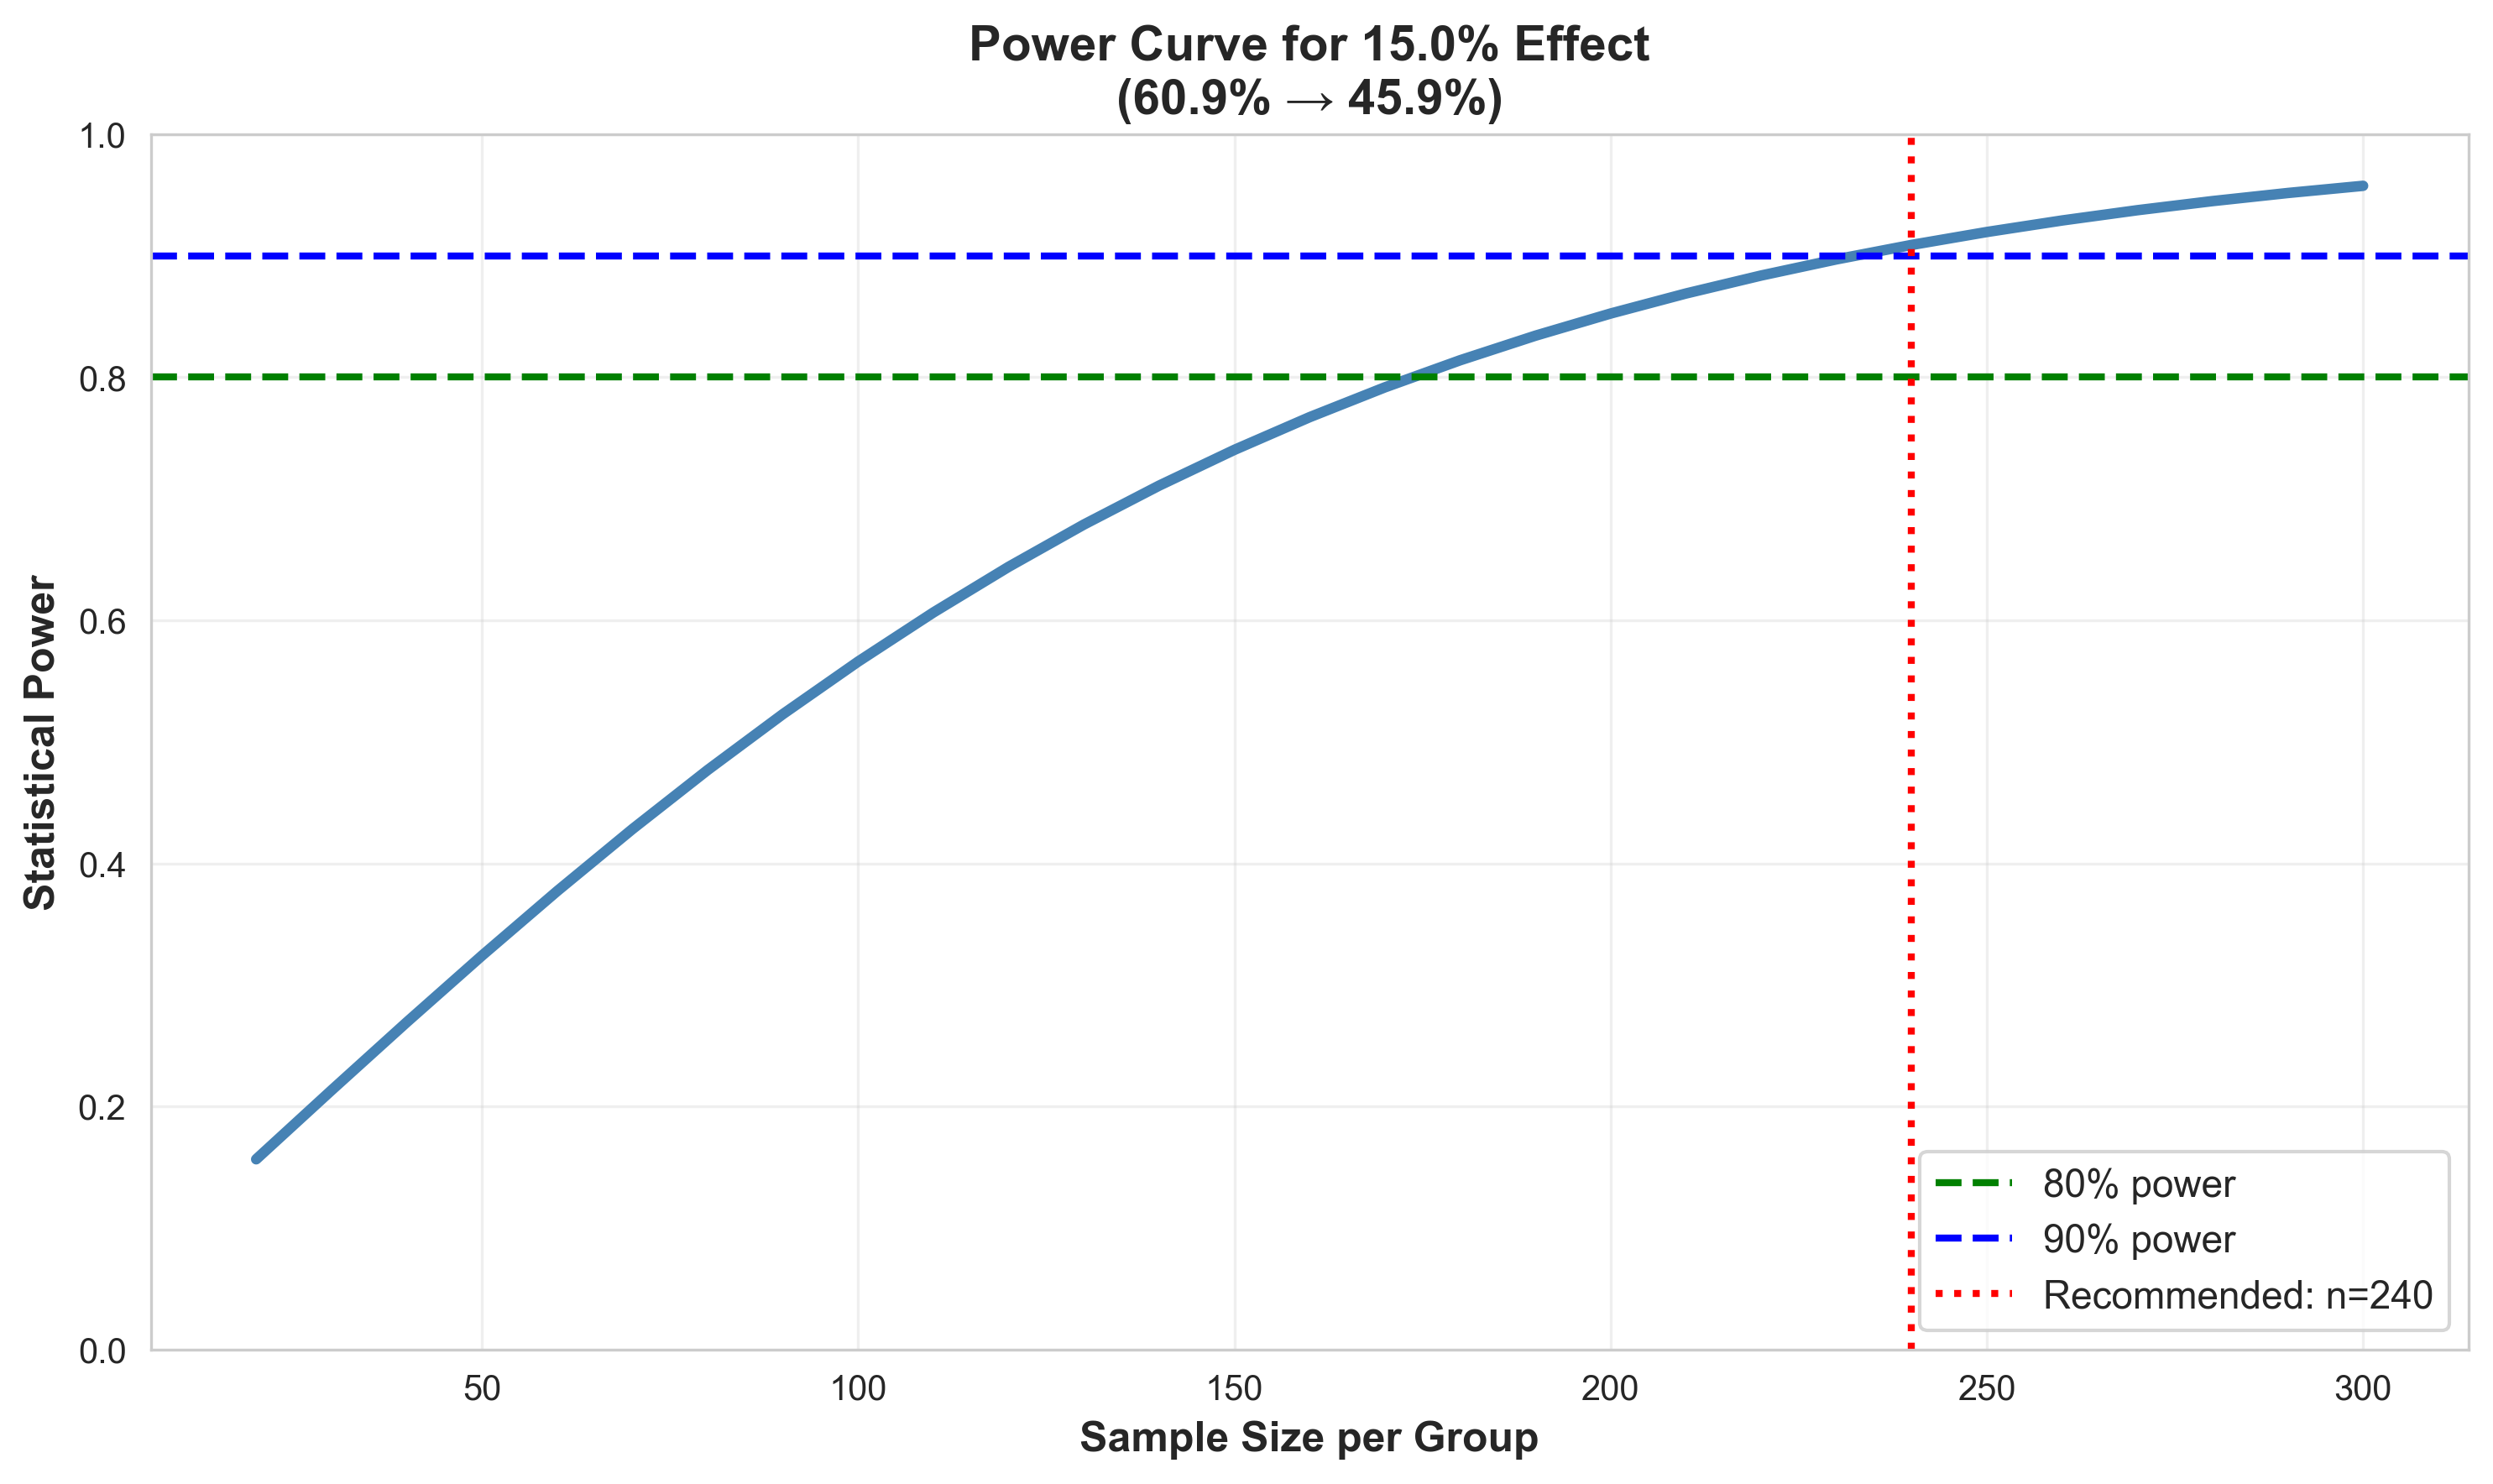 Power Curve for 15.0% Effect
(60.9% → 45.9%)
1.0
0.8
0.6
0.4
0.2
0.0
Statistical Power
50 100 150 200 250 300
Sample Size per Group
80% power
90% power
Recommended: n=240